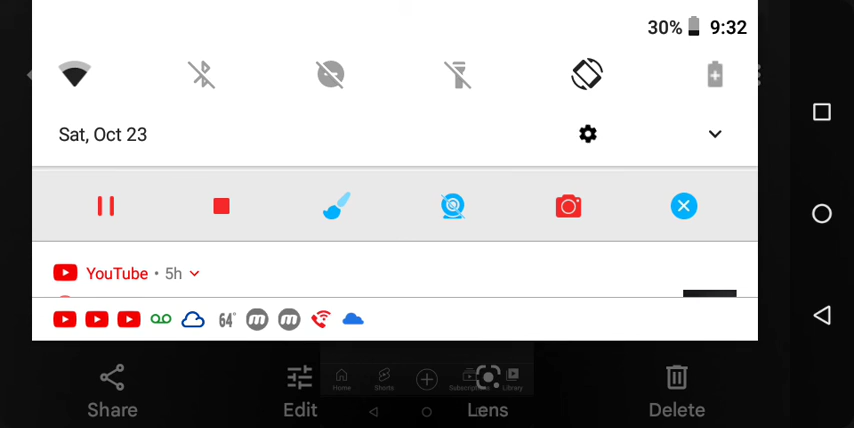 30% 9:32
Sat, Oct 23
YouTube • 5h
64°
Home Shorts Subscriptions Library
Share Edit Lens Delete